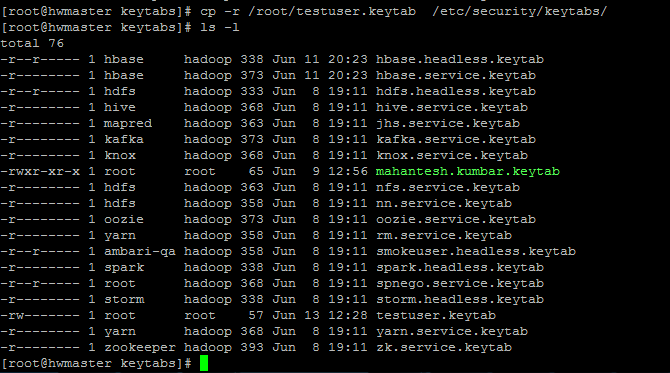 [root@hwmaster keytabs]# cp -r /root/testuser.keytab  /etc/security/keytabs/
[root@hwmaster keytabs]# ls -l
total 76
-r--r----- 1 hbase     hadoop 338 Jun 11 20:23 hbase.headless.keytab
-r-------- 1 hbase     hadoop 373 Jun 11 20:23 hbase.service.keytab
-r--r----- 1 hdfs      hadoop 333 Jun  8 19:11 hdfs.headless.keytab
-r-------- 1 hive      hadoop 368 Jun  8 19:11 hive.service.keytab
-r-------- 1 mapred    hadoop 363 Jun  8 19:11 jhs.service.keytab
-r-------- 1 kafka     hadoop 373 Jun  8 19:11 kafka.service.keytab
-r-------- 1 knox      hadoop 368 Jun  8 19:11 knox.service.keytab
-rwxr-xr-x 1 root      root    65 Jun  9 12:56 mahantesh.kumbar.keytab
-r-------- 1 hdfs      hadoop 363 Jun  8 19:11 nfs.service.keytab
-r-------- 1 hdfs      hadoop 358 Jun  8 19:11 nn.service.keytab
-r-------- 1 oozie     hadoop 373 Jun  8 19:11 oozie.service.keytab
-r-------- 1 yarn      hadoop 358 Jun  8 19:11 rm.service.keytab
-r--r----- 1 ambari-qa hadoop 358 Jun  8 19:11 smokeuser.headless.keytab
-r-------- 1 spark     hadoop 338 Jun  8 19:11 spark.headless.keytab
-r--r----- 1 root      hadoop 368 Jun  8 19:11 spnego.service.keytab
-r-------- 1 storm     hadoop 338 Jun  8 19:11 storm.headless.keytab
-rw------- 1 root      root    57 Jun 13 12:28 testuser.keytab
-r-------- 1 yarn      hadoop 368 Jun  8 19:11 yarn.service.keytab
-r-------- 1 zookeeper hadoop 393 Jun  8 19:11 zk.service.keytab
[root@hwmaster keytabs]#